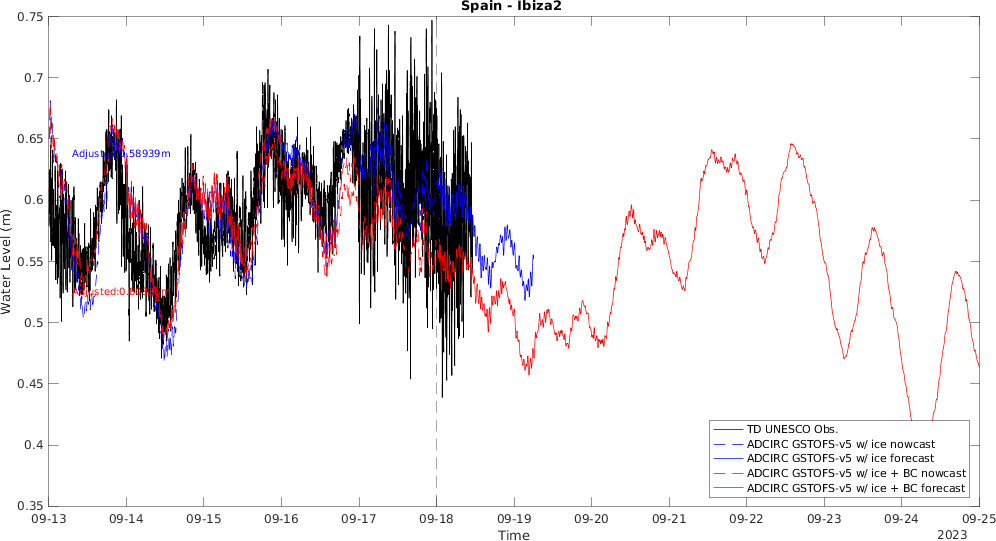 Spain - Ibiza2
0.75
0.7
0.65
0.6
0.55
0.5
0.45
0.4
0.35
Water Level (m)
09-13
09-14
09-15
09-16
09-17
09-18
09-19
09-20
09-21
09-22
09-23
09-24
09-25
Time
2023
TD UNESCO Obs.
ADCIRC GSTOFS-v5 w/ ice nowcast
ADCIRC GSTOFS-v5 w/ ice forecast
ADCIRC GSTOFS-v5 w/ ice + BC nowcast
ADCIRC GSTOFS-v5 w/ ice + BC forecast